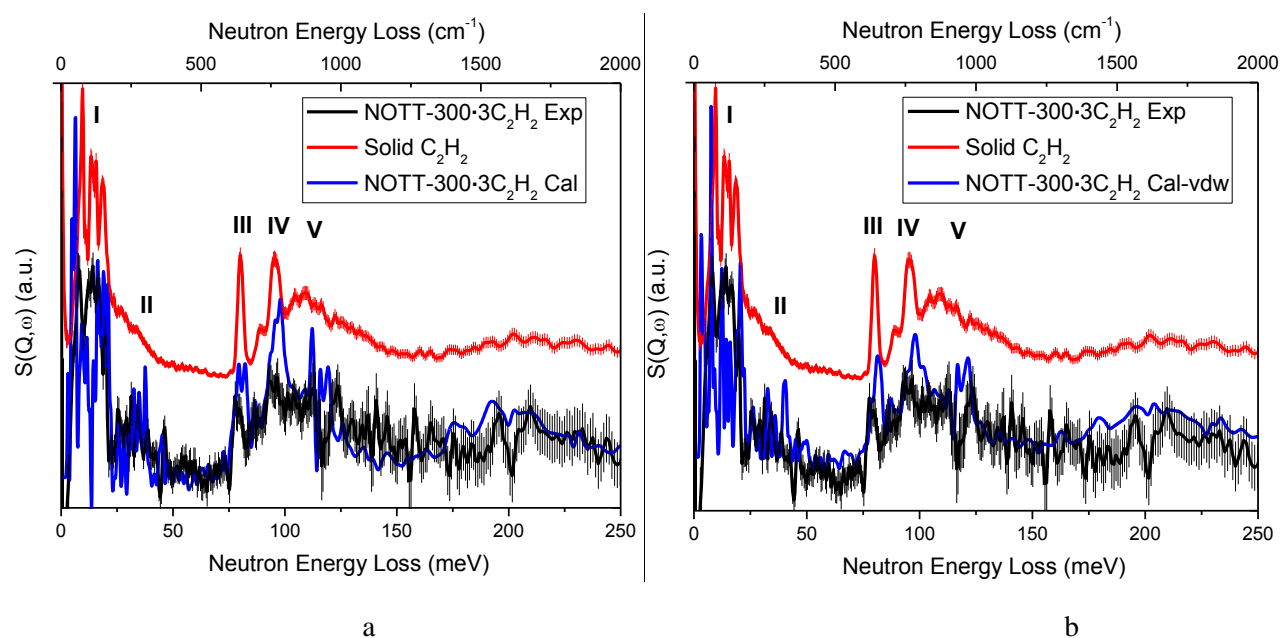 Neutron Energy Loss (cm⁻¹)
0 500 1000 1500 2000
I
NOTT-300·3C₂H₂ Exp
Solid C₂H₂
NOTT-300·3C₂H₂ Cal
III IV V
II
S(Q,ω) (a.u.)
0 50 100 150 200 250
Neutron Energy Loss (meV)
a
Neutron Energy Loss (cm⁻¹)
0 500 1000 1500 2000
I
NOTT-300·3C₂H₂ Exp
Solid C₂H₂
NOTT-300·3C₂H₂ Cal-vdw
III IV V
II
S(Q,ω) (a.u.)
0 50 100 150 200 250
Neutron Energy Loss (meV)
b